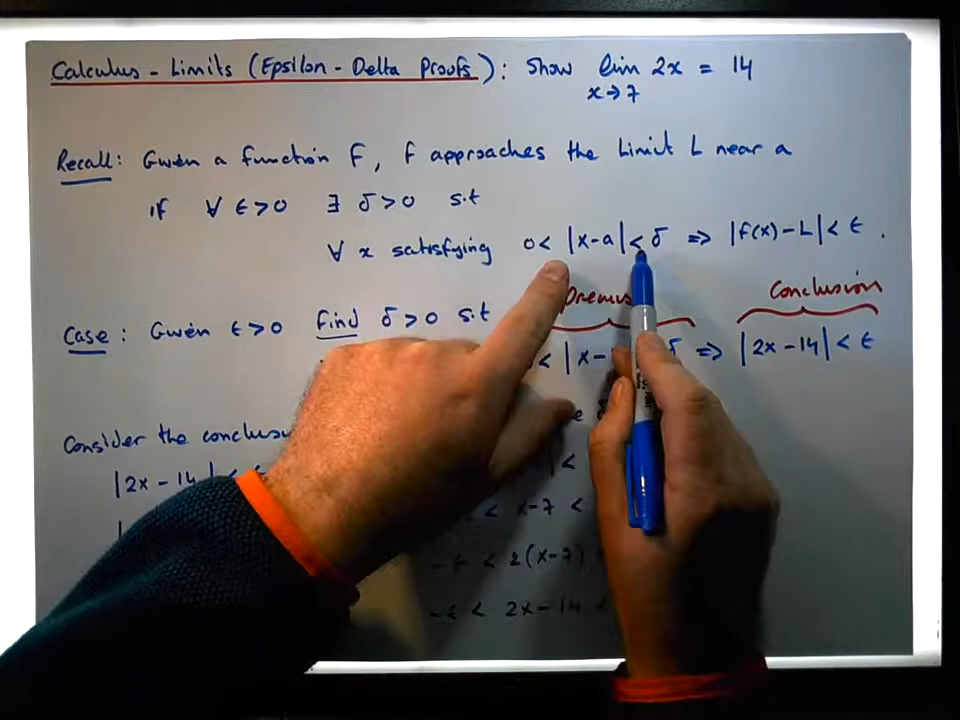 Calculus - Limits (Epsilon - Delta Proofs): Show lim 2x = 14
x→7
Recall: Given a function F, f approaches the Limit L near a
if ∀ ε>0 ∃ δ>0 s.t
∀ x satisfying 0< |x-a|< δ ⇒ |f(x)-L|< ε.
Conclusion
Case: Given ε>0 Find δ>0 s.t
< |x- δ ⇒ |2x-14|< ε
Consider the
|2x-14| <
< x-7 <
< 2(x-7)
-ε < 2x-14 <